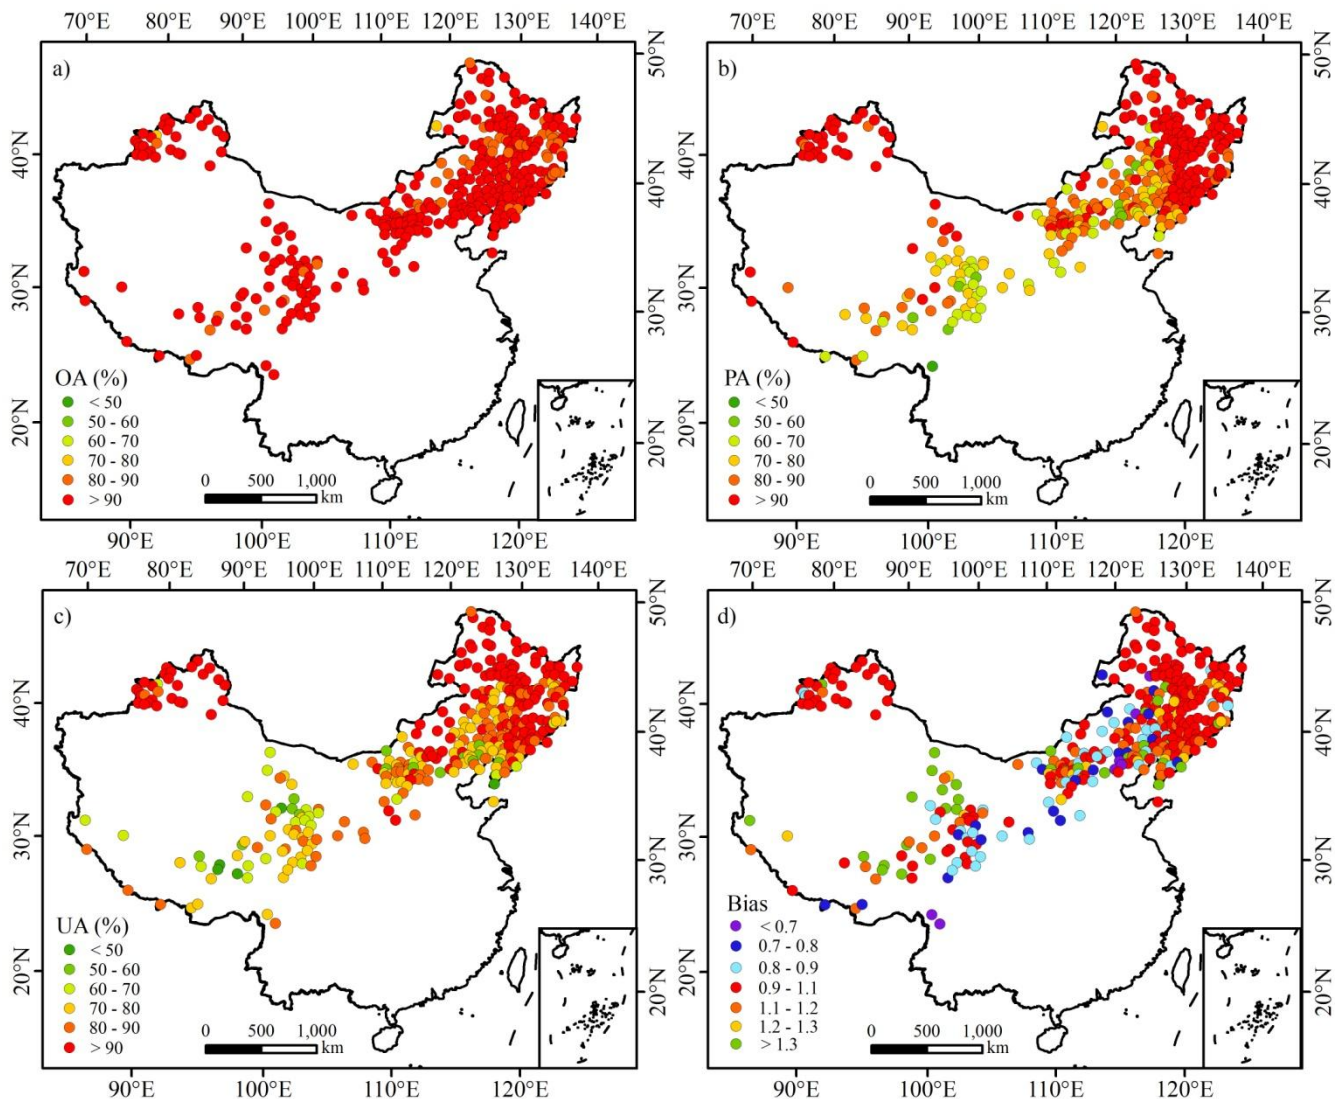 70°E 80°E 90°E 100°E 110°E 120°E 130°E 140°E
a)
50°N
40°N
40°N
30°N
30°N
20°N
20°N
OA (%)
< 50
50 - 60
60 - 70
70 - 80
80 - 90
> 90
0 500 1,000
km
90°E 100°E 110°E 120°E
70°E 80°E 90°E 100°E 110°E 120°E 130°E 140°E
b)
50°N
40°N
40°N
30°N
30°N
20°N
20°N
PA (%)
< 50
50 - 60
60 - 70
70 - 80
80 - 90
> 90
0 500 1,000
km
90°E 100°E 110°E 120°E
70°E 80°E 90°E 100°E 110°E 120°E 130°E 140°E
c)
50°N
40°N
40°N
30°N
30°N
20°N
20°N
UA (%)
< 50
50 - 60
60 - 70
70 - 80
80 - 90
> 90
0 500 1,000
km
90°E 100°E 110°E 120°E
70°E 80°E 90°E 100°E 110°E 120°E 130°E 140°E
d)
50°N
40°N
40°N
30°N
30°N
20°N
20°N
Bias
< 0.7
0.7 - 0.8
0.8 - 0.9
0.9 - 1.1
1.1 - 1.2
1.2 - 1.3
> 1.3
0 500 1,000
km
90°E 100°E 110°E 120°E